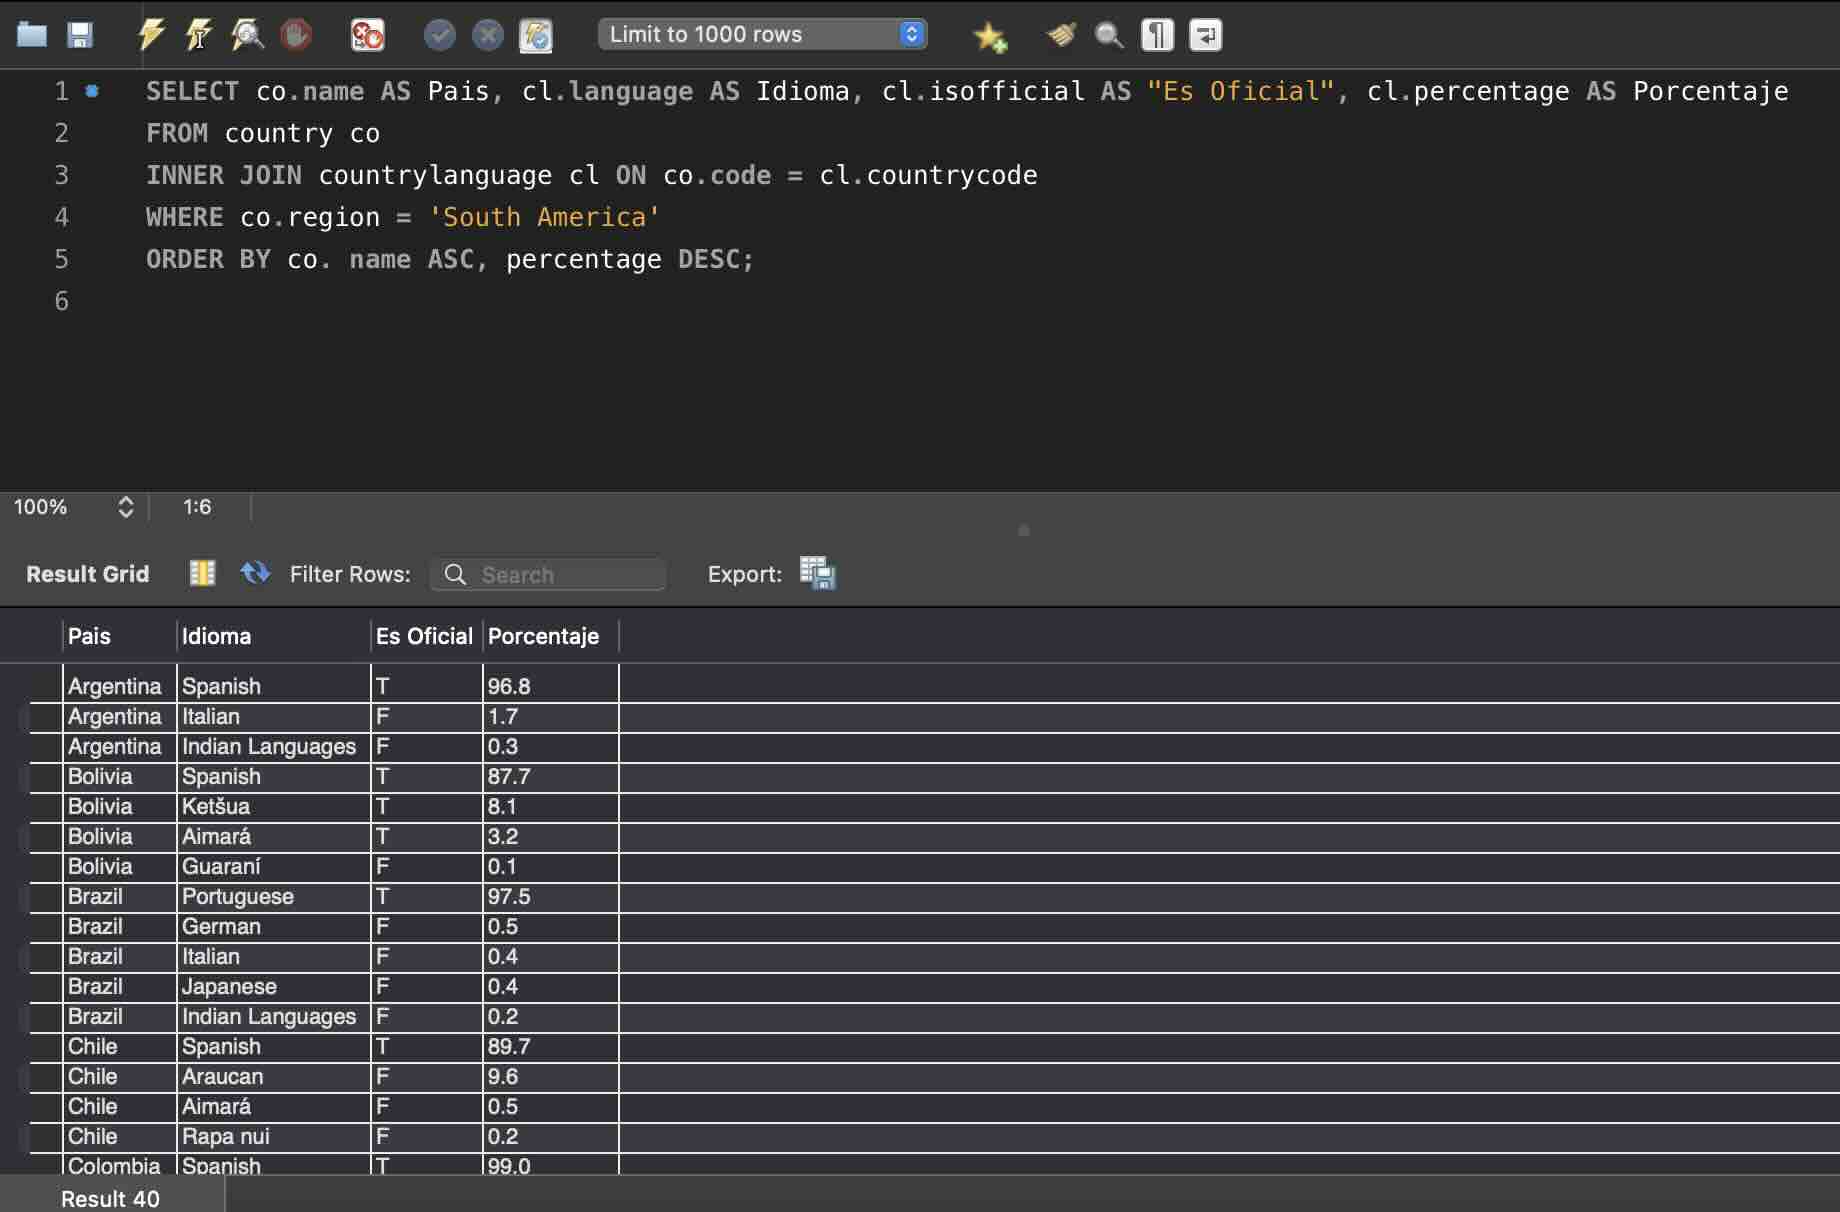 Limit to 1000 rows
1 SELECT co.name AS Pais, cl.language AS Idioma, cl.isofficial AS "Es Oficial", cl.percentage AS Porcentaje
2 FROM country co
3 INNER JOIN countrylanguage cl ON co.code = cl.countrycode
4 WHERE co.region = 'South America'
5 ORDER BY co. name ASC, percentage DESC;
6
100% 1:6
Result Grid Filter Rows: Search Export:
Pais Idioma Es Oficial Porcentaje
Argentina Spanish T 96.8
Argentina Italian F 1.7
Argentina Indian Languages F 0.3
Bolivia Spanish T 87.7
Bolivia Ketšua T 8.1
Bolivia Aimará T 3.2
Bolivia Guaraní F 0.1
Brazil Portuguese T 97.5
Brazil German F 0.5
Brazil Italian F 0.4
Brazil Japanese F 0.4
Brazil Indian Languages F 0.2
Chile Spanish T 89.7
Chile Araucan F 9.6
Chile Aimará F 0.5
Chile Rapa nui F 0.2
Colombia Spanish T 99.0
Result 40